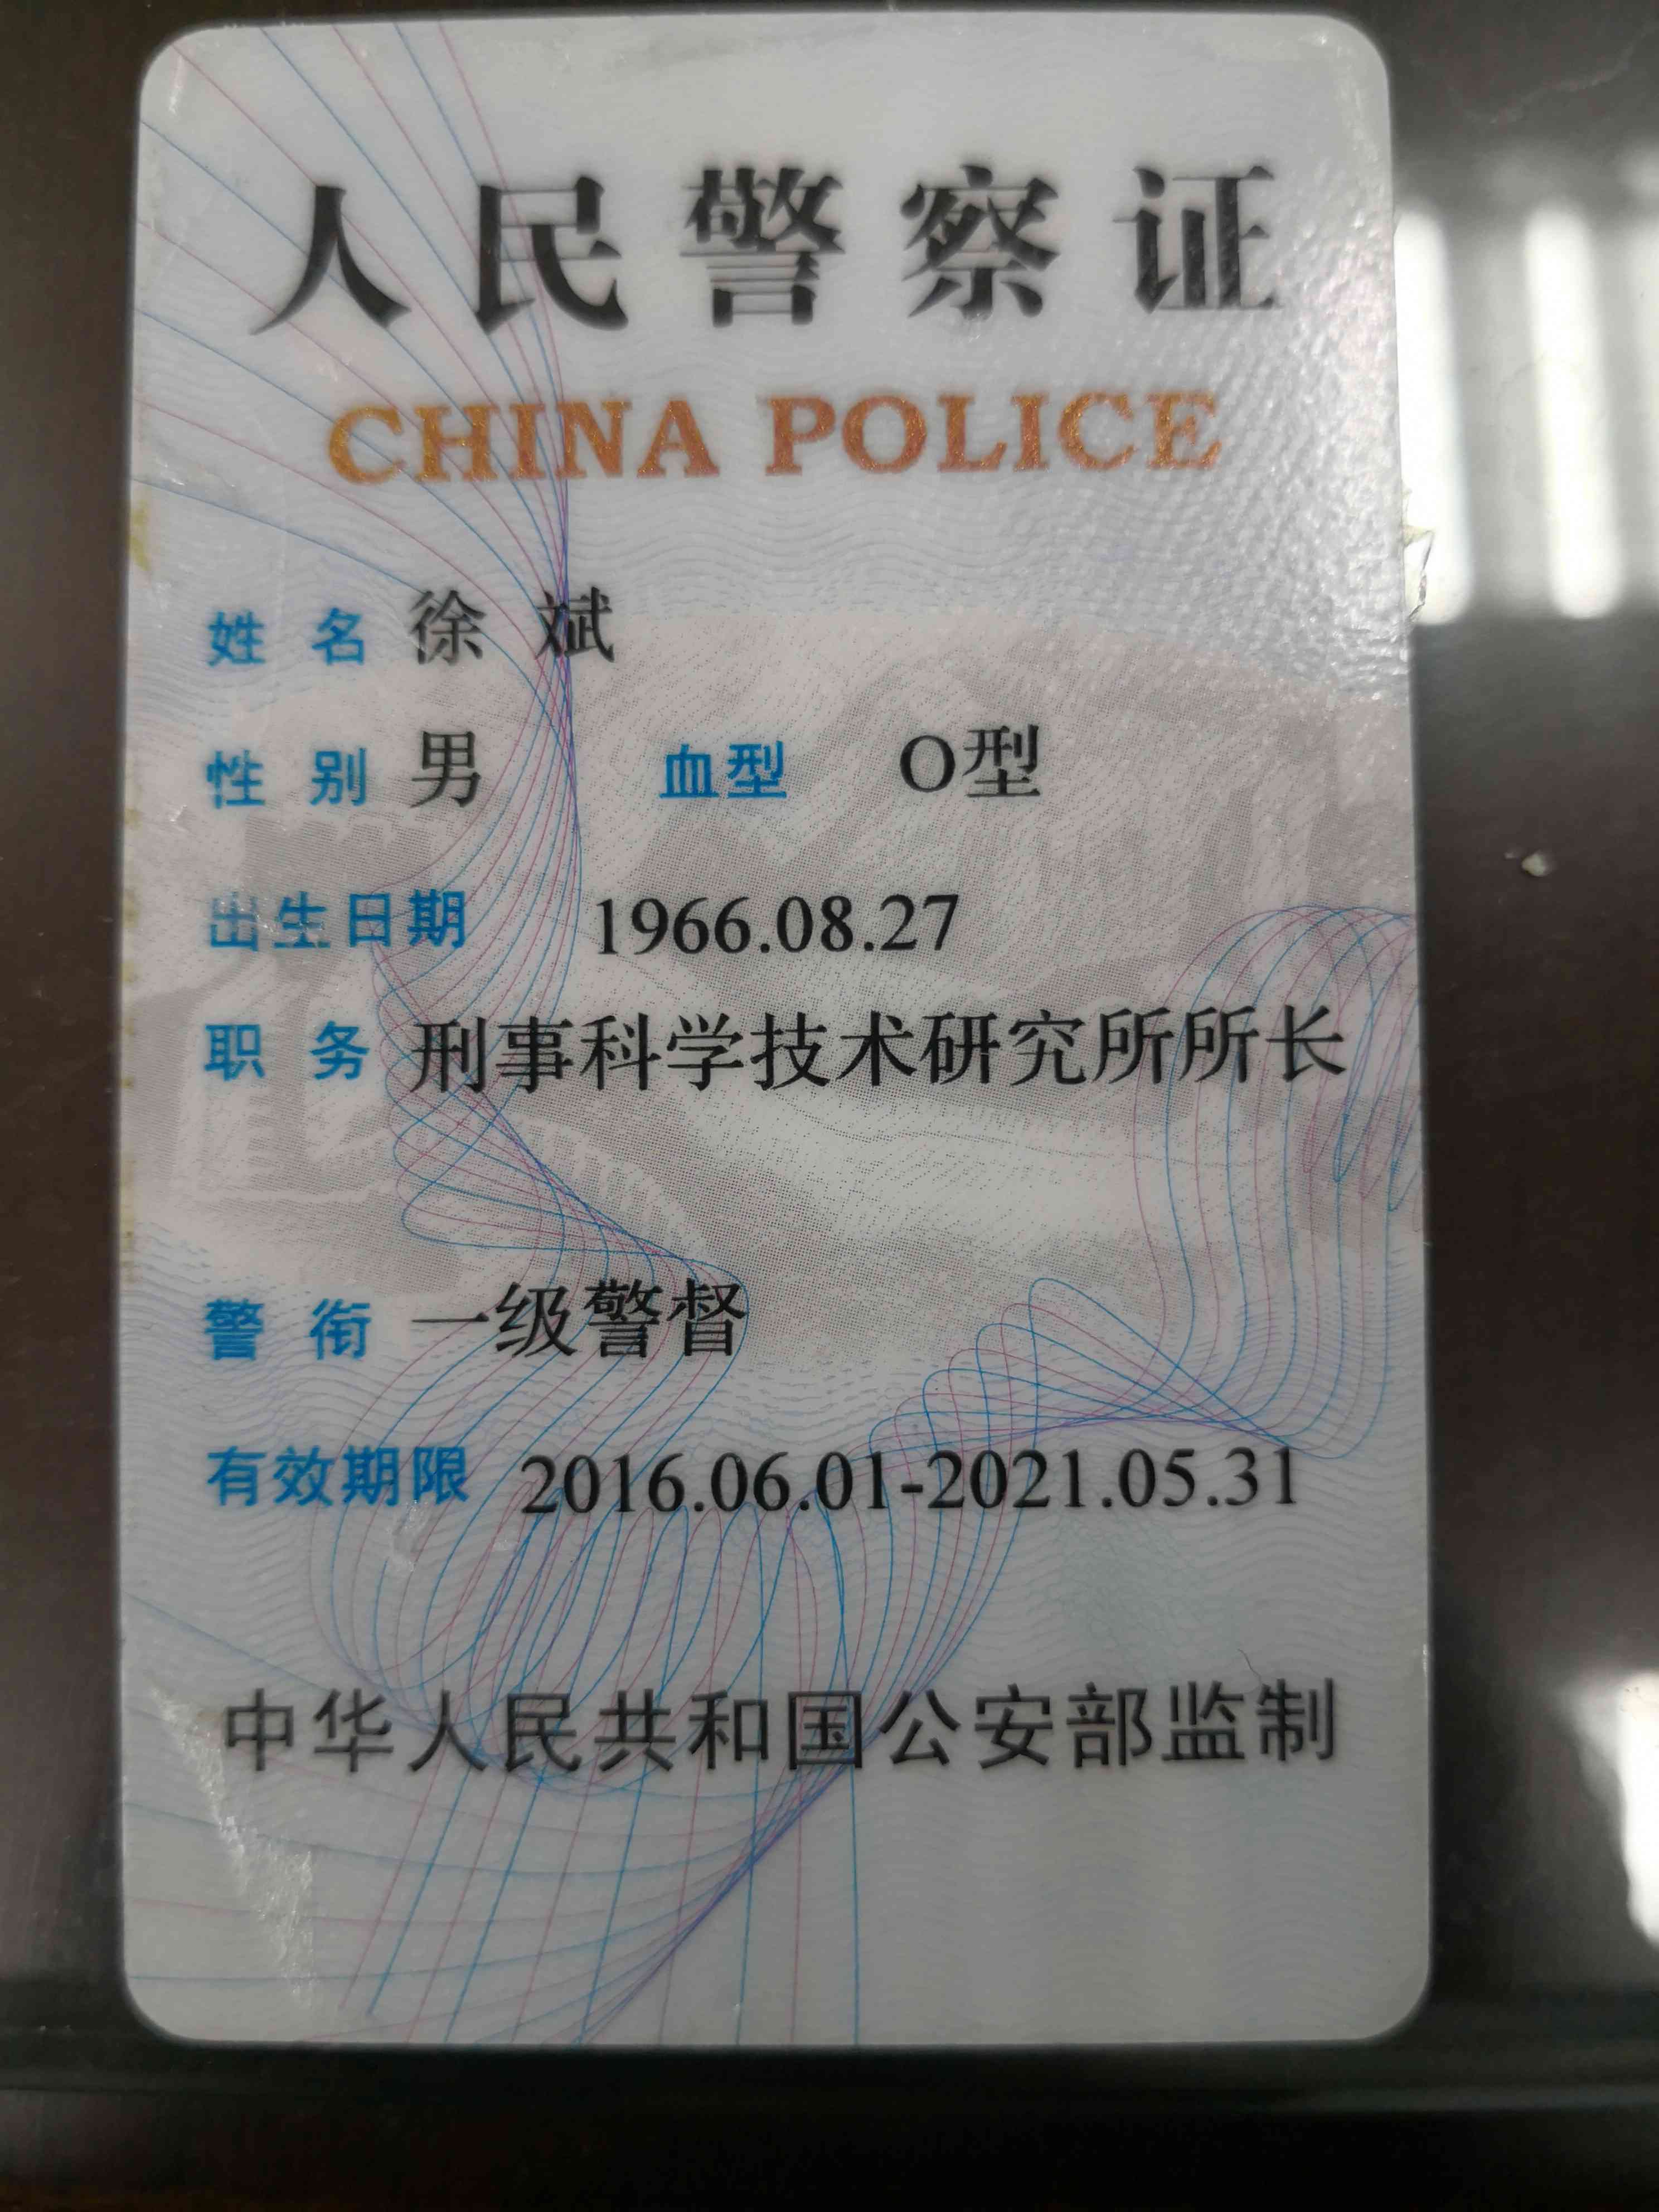 人民警察证
CHINA POLICE
姓 名 徐 斌
性 别 男 血型 O型
出生日期 1966.08.27
职 务 刑事科学技术研究所所长
警 衔 一级警督
有效期限 2016.06.01-2021.05.31
中华人民共和国公安部监制